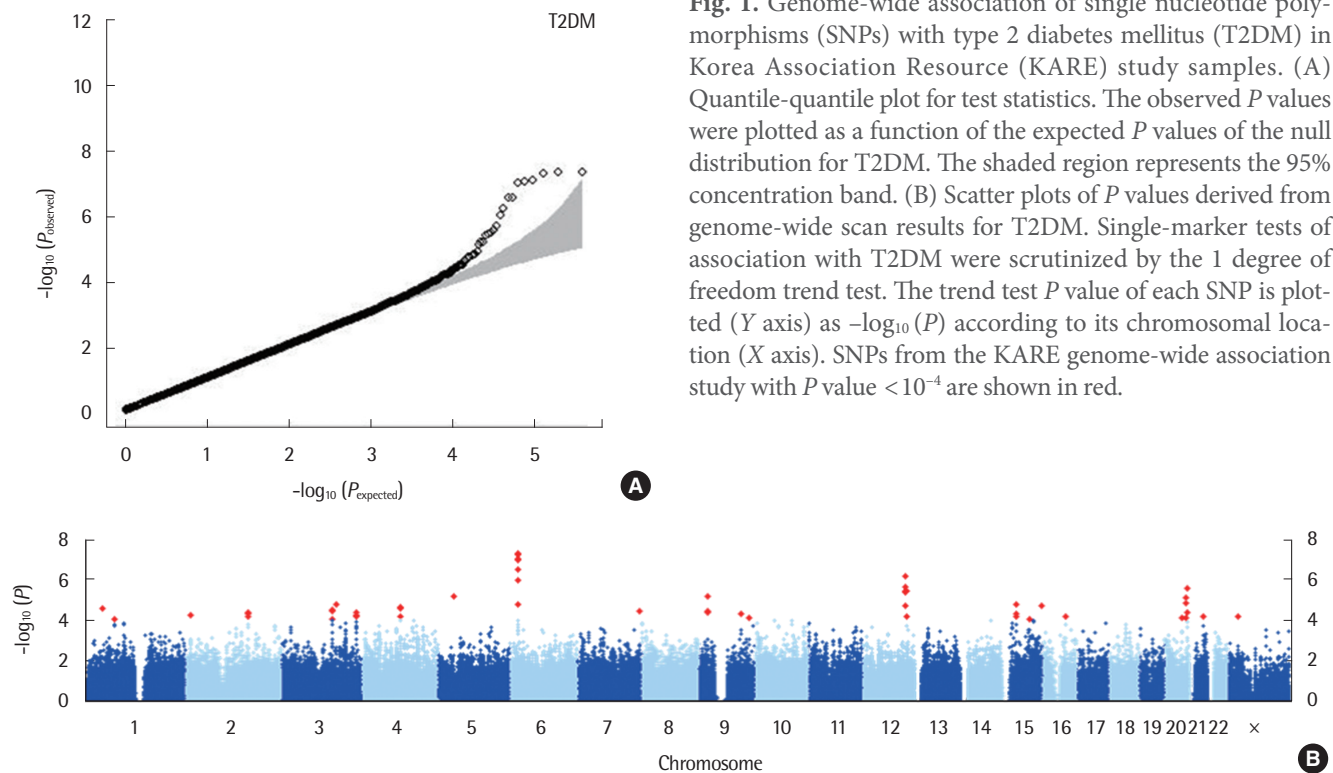 T2DM
12
10
8
6
4
2
0
–log₁₀ (P_observed)
0 1 2 3 4 5
–log₁₀ (P_expected)
A
Fig. 1. Genome-wide association of single nucleotide poly-
morphisms (SNPs) with type 2 diabetes mellitus (T2DM) in
Korea Association Resource (KARE) study samples. (A)
Quantile-quantile plot for test statistics. The observed P values
were plotted as a function of the expected P values of the null
distribution for T2DM. The shaded region represents the 95%
concentration band. (B) Scatter plots of P values derived from
genome-wide scan results for T2DM. Single-marker tests of
association with T2DM were scrutinized by the 1 degree of
freedom trend test. The trend test P value of each SNP is plot-
ted (Y axis) as –log₁₀ (P) according to its chromosomal loca-
tion (X axis). SNPs from the KARE genome-wide association
study with P value <10⁻⁴ are shown in red.
8 8
6 6
4 4
2 2
0 0
–log₁₀ (P)
1 2 3 4 5 6 7 8 9 10 11 12 13 14 15 16 17 18 19 20 21 22 ×
Chromosome
B